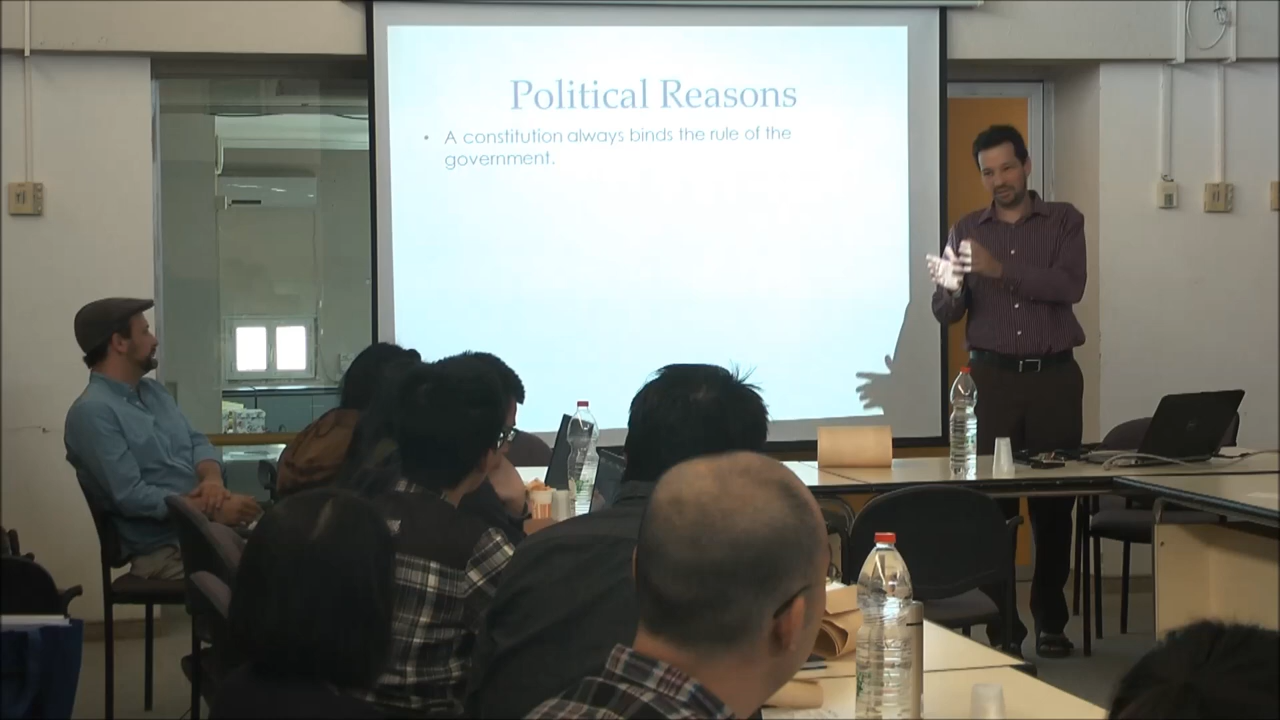 Political Reasons
• A constitution always binds the rule of the
government.